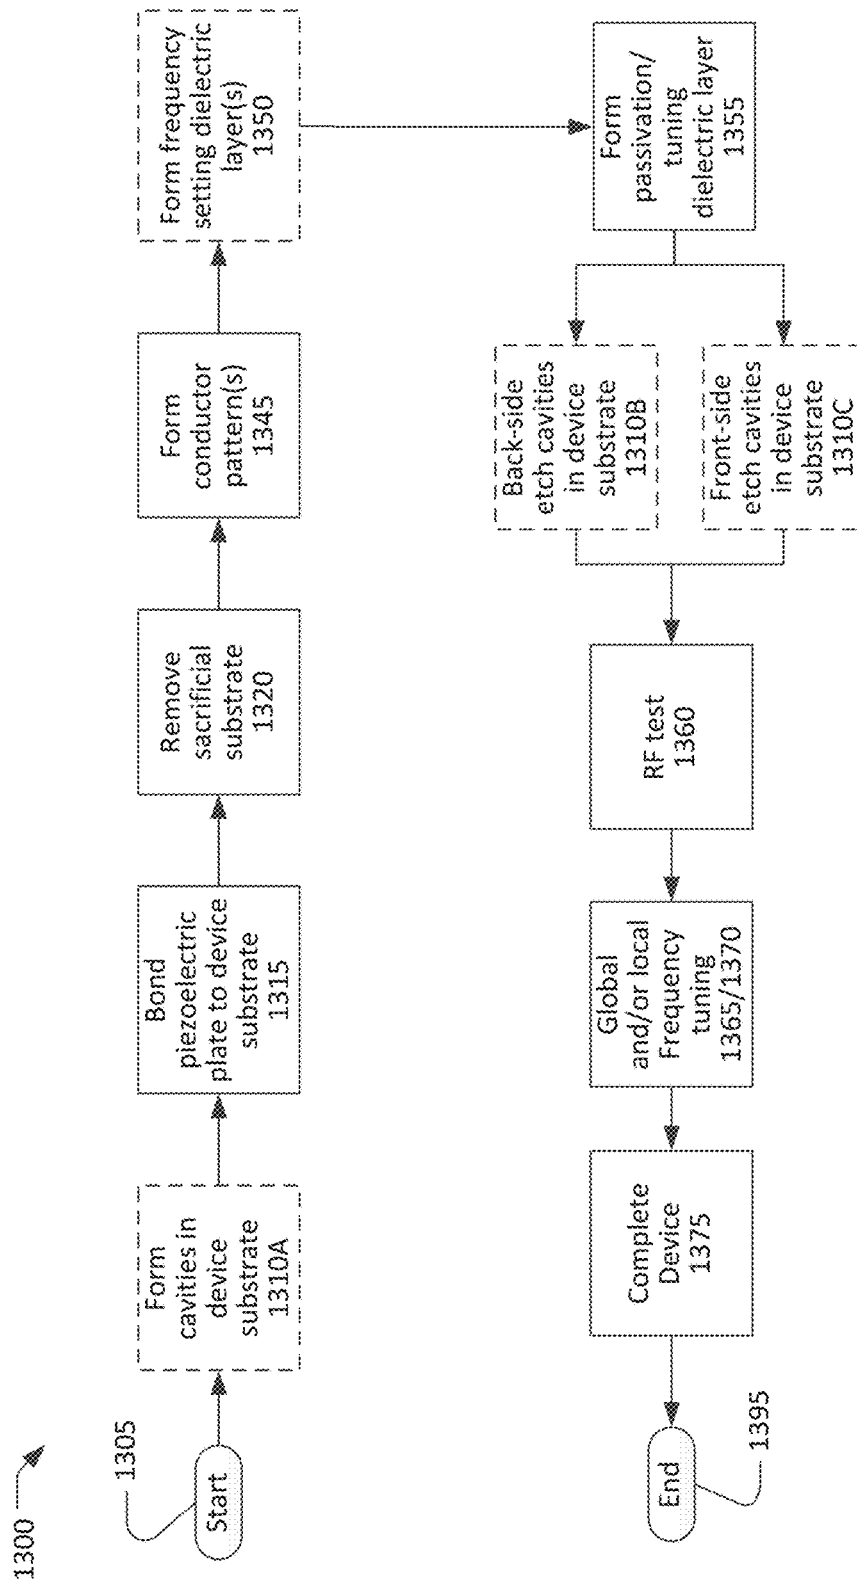 1300
1305
Start
Form
cavities in
device
substrate
1310A
Bond
piezoelectric
plate to device
substrate
1315
Remove
sacrificial
substrate
1320
Form
conductor
pattern(s)
1345
Form frequency
setting dielectric
layer(s)
1350
Form
passivation/
tuning
dielectric layer
1355
Back-side
etch cavities
in device
substrate
1310B
Front-side
etch cavities
in device
substrate
1310C
RF test
1360
Global
and/or local
Frequency
tuning
1365/1370
Complete
Device
1375
End
1395